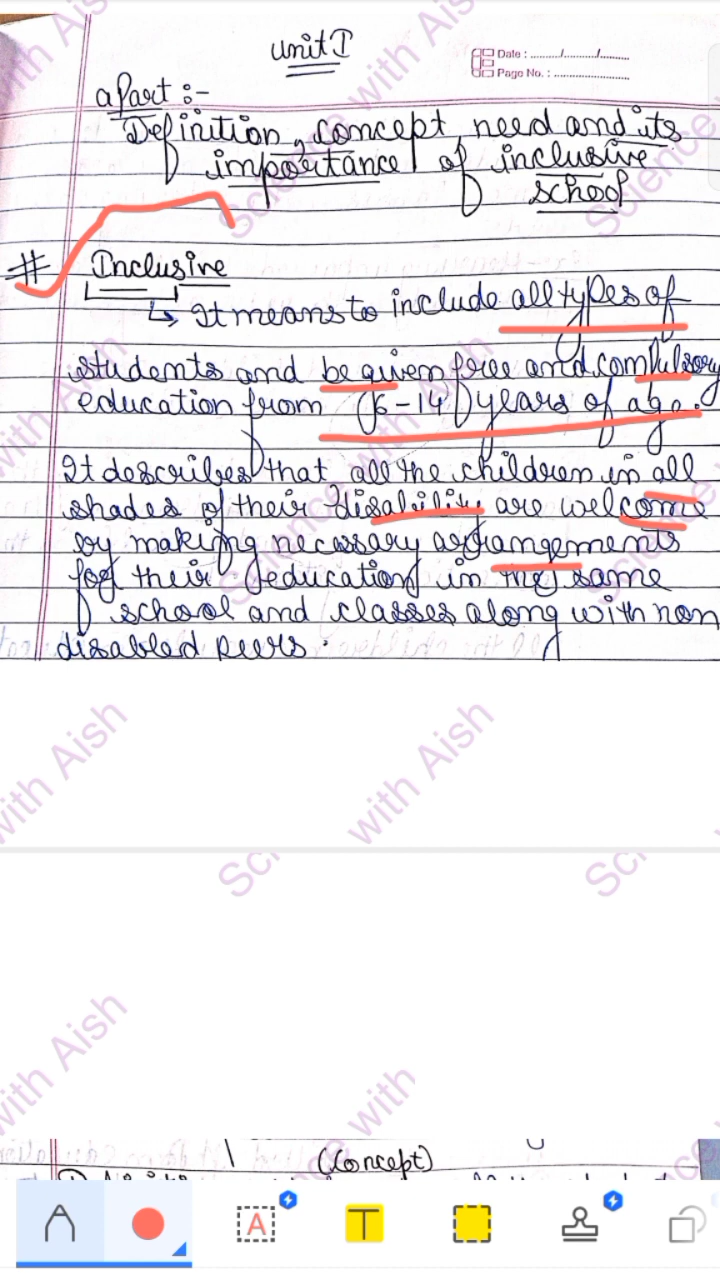 unit I
Date : ......../........./.........
Page No. : ........................
a Part :-
Definition, concept, need and its
importance of inclusive
school
# Inclusive
↳ It means to include all types of
students and be given free and compulsory
education from (6-14) years of age.
It describes that all the children in all
shades of their disability are welcome
by making necessary arrangements
for their education in the same
school and classes along with non
disabled peers.
with Aish
with Aish
with Aish
(Concept)
A
T